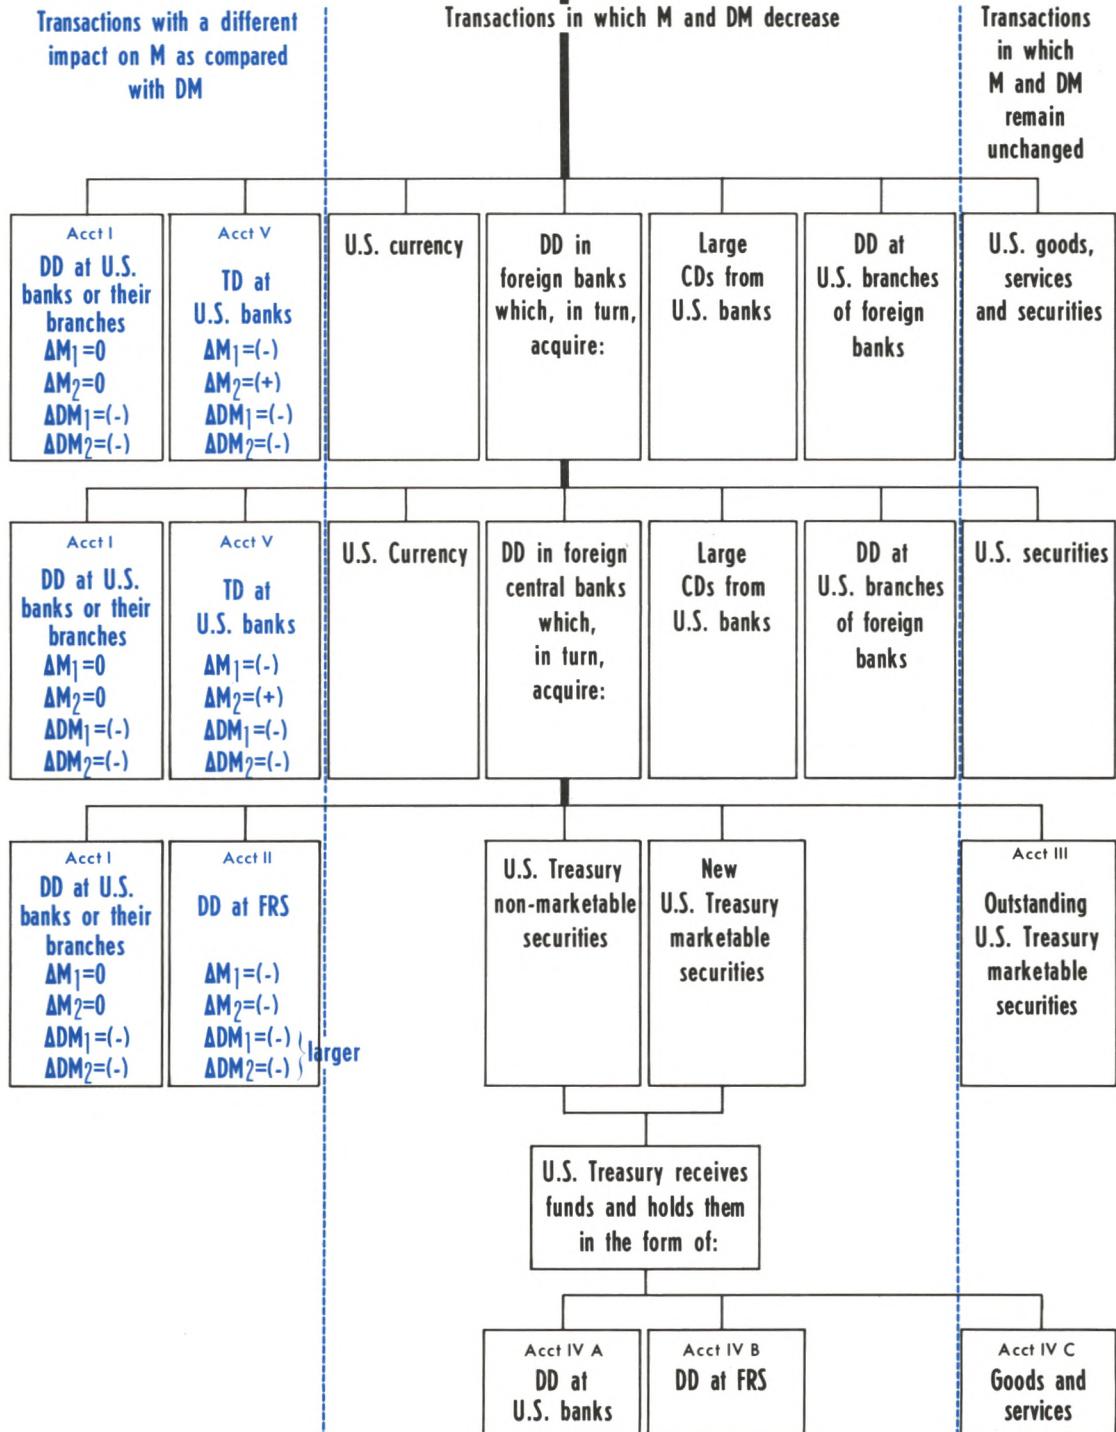 Transactions with a different
impact on M as compared
with DM
Transactions in which M and DM decrease
Transactions
in which
M and DM
remain
unchanged
Acct I
DD at U.S.
banks or their
branches
ΔM1=0
ΔM2=0
ΔDM1=(-)
ΔDM2=(-)
Acct V
TD at
U.S. banks
ΔM1=(-)
ΔM2=(+)
ΔDM1=(-)
ΔDM2=(-)
U.S. currency
DD in
foreign banks
which, in turn,
acquire:
Large
CDs from
U.S. banks
DD at
U.S. branches
of foreign
banks
U.S. goods,
services
and securities
Acct I
DD at U.S.
banks or their
branches
ΔM1=0
ΔM2=0
ΔDM1=(-)
ΔDM2=(-)
Acct V
TD at
U.S. banks
ΔM1=(-)
ΔM2=(+)
ΔDM1=(-)
ΔDM2=(-)
U.S. Currency
DD in foreign
central banks
which,
in turn,
acquire:
Large
CDs from
U.S. banks
DD at
U.S. branches
of foreign
banks
U.S. securities
Acct I
DD at U.S.
banks or their
branches
ΔM1=0
ΔM2=0
ΔDM1=(-)
ΔDM2=(-)
Acct II
DD at FRS
ΔM1=(-)
ΔM2=(-)
ΔDM1=(-)
ΔDM2=(-)
larger
U.S. Treasury
non-marketable
securities
New
U.S. Treasury
marketable
securities
Acct III
Outstanding
U.S. Treasury
marketable
securities
U.S. Treasury receives
funds and holds them
in the form of:
Acct IV A
DD at
U.S. banks
Acct IV B
DD at FRS
Acct IV C
Goods and
services